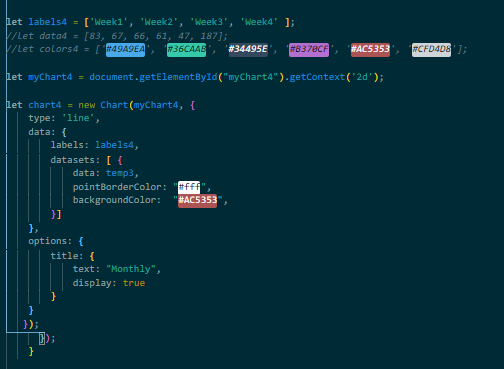 let labels4 = ['Week1', 'Week2', 'Week3', 'Week4' ];
//Let data4 = [83, 67, 66, 61, 47, 187];
//Let colors4 = ['#49A9EA', '#36CAAB', '#34495E', '#B370CF', '#AC5353', '#CFD4D8'];
let myChart4 = document.getElementById("myChart4").getContext('2d');
let chart4 = new Chart(myChart4, {
type: 'line',
data: {
labels: labels4,
datasets: [ {
data: temp3,
pointBorderColor: "#fff",
backgroundColor: "#AC5353",
}]
},
options: {
title: {
text: "Monthly",
display: true
}
}
});
});
}